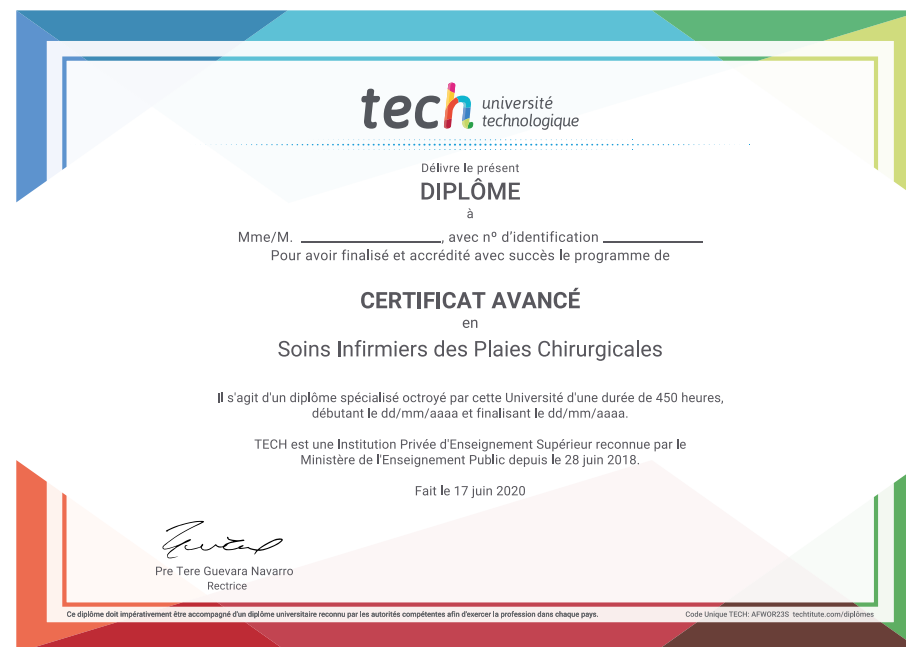 tech université
technologique
Délivre le présent
DIPLÔME
à
Mme/M. ____________________, avec nº d'identification ______________
Pour avoir finalisé et accrédité avec succès le programme de
CERTIFICAT AVANCÉ
en
Soins Infirmiers des Plaies Chirurgicales
Il s'agit d'un diplôme spécialisé octroyé par cette Université d'une durée de 450 heures,
débutant le dd/mm/aaaa et finalisant le dd/mm/aaaa.
TECH est une Institution Privée d'Enseignement Supérieur reconnue par le
Ministère de l'Enseignement Public depuis le 28 juin 2018.
Fait le 17 juin 2020
Pre Tere Guevara Navarro
Rectrice
Ce diplôme doit impérativement être accompagné d'un diplôme universitaire reconnu par les autorités compétentes afin d'exercer la profession dans chaque pays.
Code Unique TECH: AFWOR23S techtitute.com/diplômes